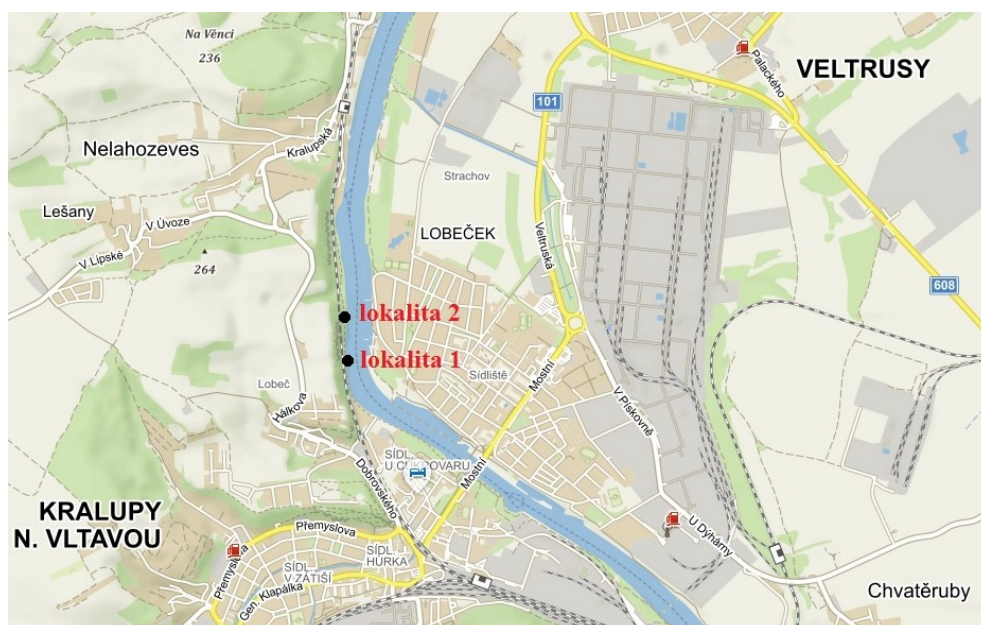 Na Věnci
236
Palackého
VELTRUSY
101
Kralupská
Nelahozeves
Strachov
Lešany
V Úvoze
LOBEČEK
Veltruská
V Lipské
264
608
lokalita 2
lokalita 1
Lobeč
Sídliště
Mostní
Hálkova
V Pískovně
SÍDL.
U CUKROVARU
Mostní
Dobrovského
KRALUPY
N. VLTAVOU
Přemyslova
U Dýhárny
Přemyslova
SÍDL.
HŮRKA
SÍDL.
V ZÁTIŠÍ
Gen. Klapálka
Chvatěruby